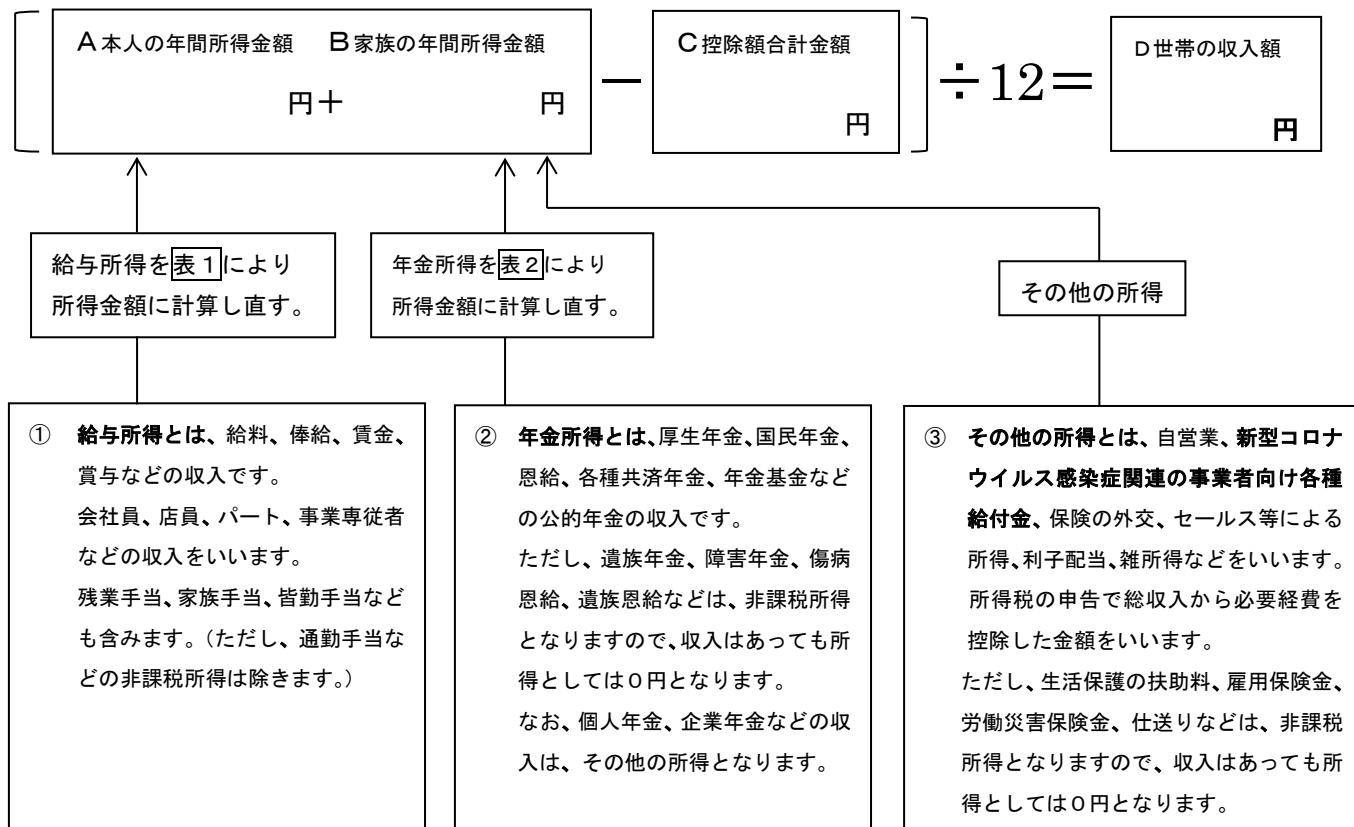 A本人の年間所得金額 B家族の年間所得金額
円＋ 円
－
C控除額合計金額
円
÷12＝
D世帯の収入額
円
給与所得を表１により
所得金額に計算し直す。
年金所得を表２により
所得金額に計算し直す。
その他の所得
① 給与所得とは、給料、俸給、賃金、
賞与などの収入です。
会社員、店員、パート、事業専従者
などの収入をいいます。
残業手当、家族手当、皆勤手当など
も含みます。（ただし、通勤手当な
どの非課税所得は除きます。）
② 年金所得とは、厚生年金、国民年金、
恩給、各種共済年金、年金基金など
の公的年金の収入です。
ただし、遺族年金、障害年金、傷病
恩給、遺族恩給などは、非課税所得
となりますので、収入はあっても所
得としては０円となります。
なお、個人年金、企業年金などの収
入は、その他の所得となります。
③ その他の所得とは、自営業、新型コロナ
ウイルス感染症関連の事業者向け各種
給付金、保険の外交、セールス等による
所得、利子配当、雑所得などをいいます。
所得税の申告で総収入から必要経費を
控除した金額をいいます。
ただし、生活保護の扶助料、雇用保険金、
労働災害保険金、仕送りなどは、非課税
所得となりますので、収入はあっても所
得としては０円となります。